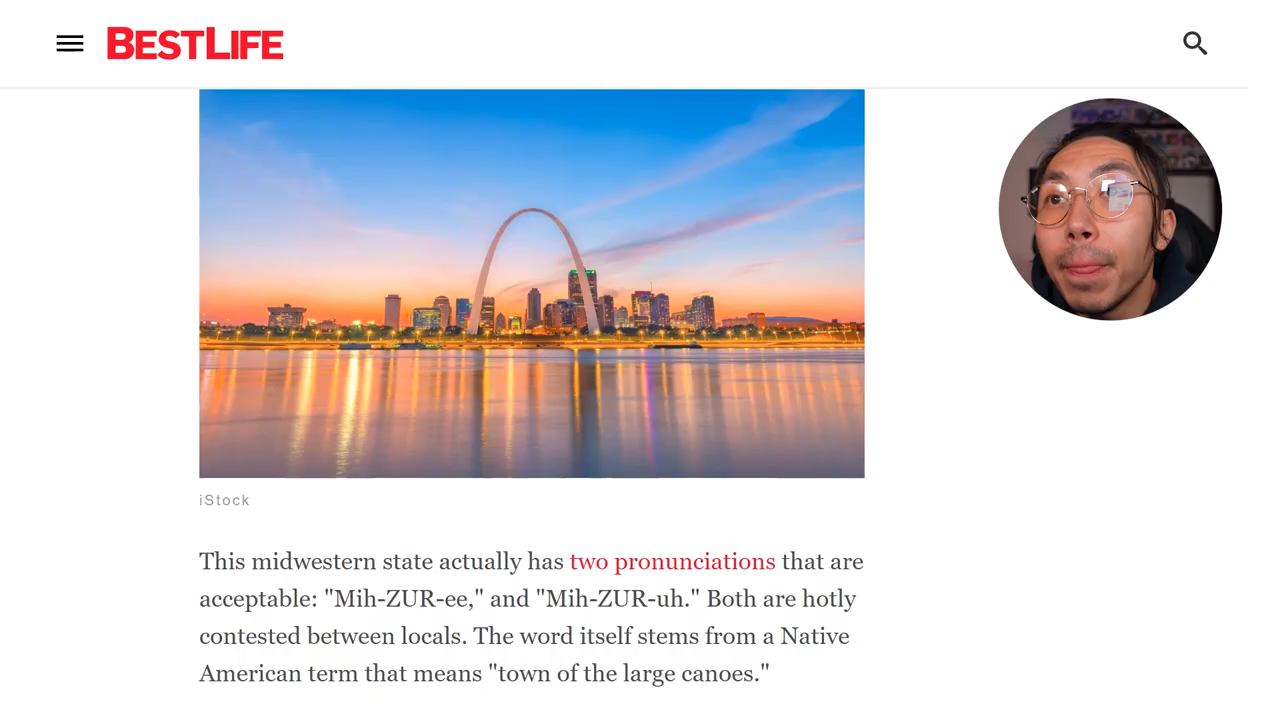 BESTLIFE
iStock
This midwestern state actually has two pronunciations that are
acceptable: "Mih-ZUR-ee," and "Mih-ZUR-uh." Both are hotly
contested between locals. The word itself stems from a Native
American term that means "town of the large canoes."